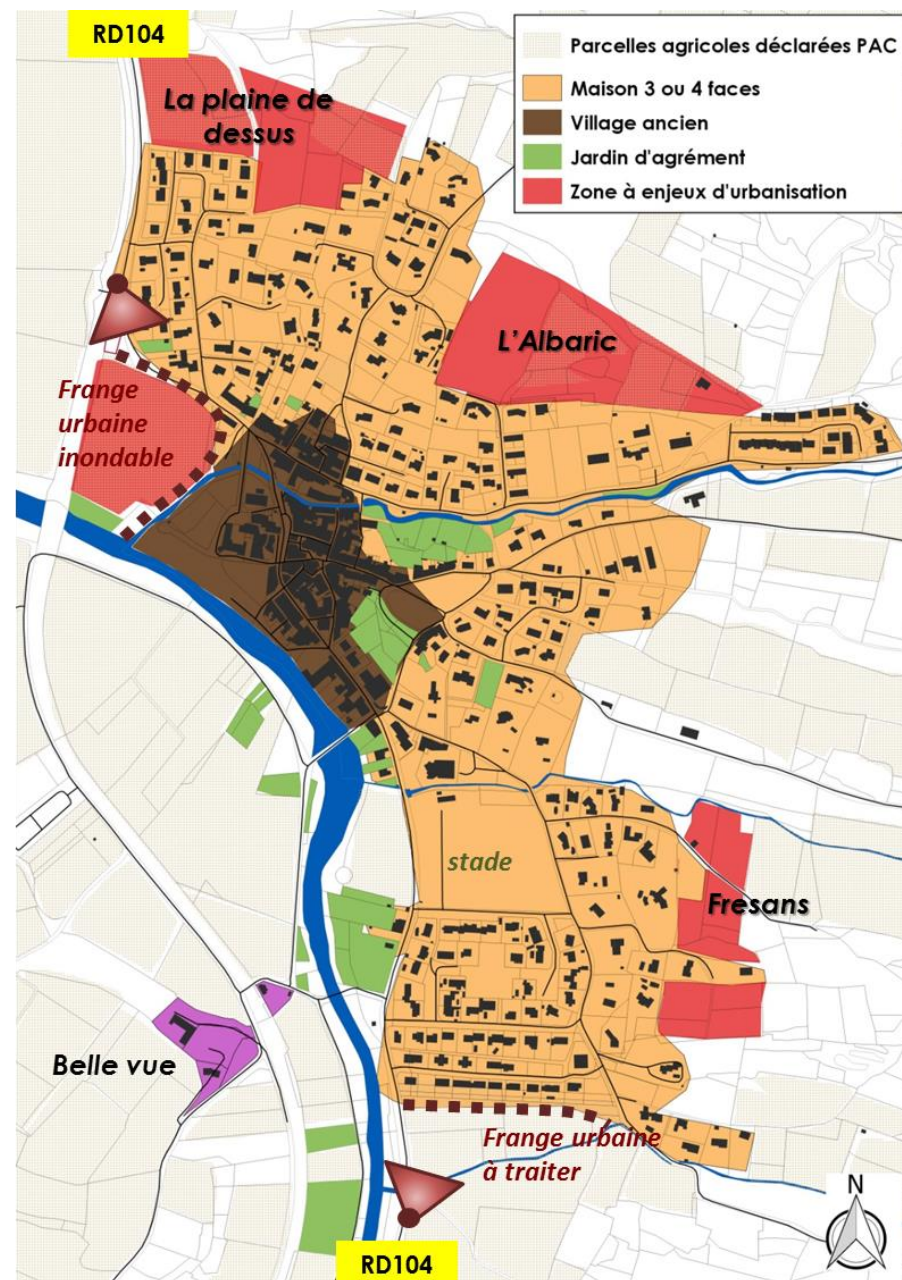 RD104
Parcelles agricoles déclarées PAC
Maison 3 ou 4 faces
Village ancien
Jardin d'agrément
Zone à enjeux d'urbanisation
La plaine de
dessus
L'Albaric
Frange
urbaine
inondable
stade
Fresans
Belle vue
Frange urbaine
à traiter
N
RD104